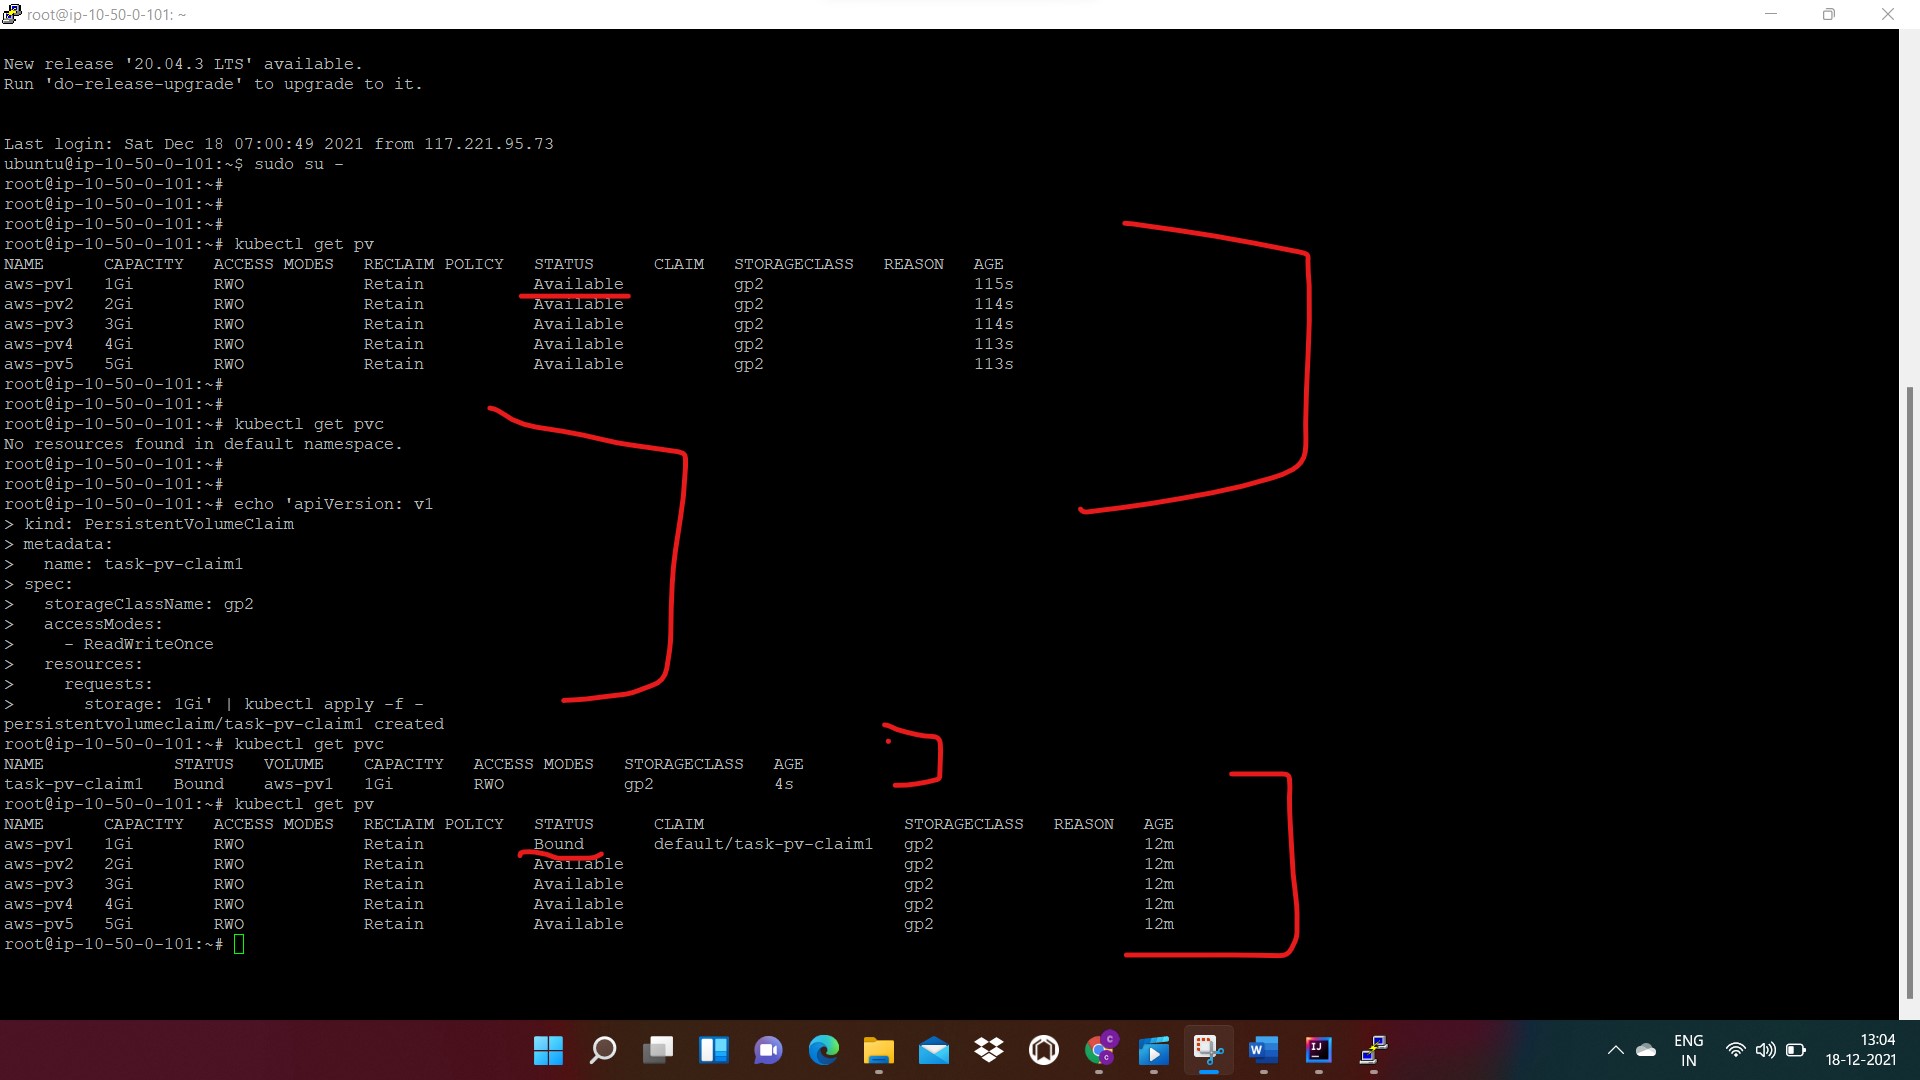 root@ip-10-50-0-101: ~
New release '20.04.3 LTS' available.
Run 'do-release-upgrade' to upgrade to it.
Last login: Sat Dec 18 07:00:49 2021 from 117.221.95.73
ubuntu@ip-10-50-0-101:~$ sudo su -
root@ip-10-50-0-101:~#
root@ip-10-50-0-101:~#
root@ip-10-50-0-101:~#
root@ip-10-50-0-101:~# kubectl get pv
NAME CAPACITY ACCESS MODES RECLAIM POLICY STATUS CLAIM STORAGECLASS REASON AGE
aws-pv1 1Gi RWO Retain Available gp2 115s
aws-pv2 2Gi RWO Retain Available gp2 114s
aws-pv3 3Gi RWO Retain Available gp2 114s
aws-pv4 4Gi RWO Retain Available gp2 113s
aws-pv5 5Gi RWO Retain Available gp2 113s
root@ip-10-50-0-101:~#
root@ip-10-50-0-101:~#
root@ip-10-50-0-101:~# kubectl get pvc
No resources found in default namespace.
root@ip-10-50-0-101:~#
root@ip-10-50-0-101:~#
root@ip-10-50-0-101:~# echo 'apiVersion: v1
> kind: PersistentVolumeClaim
> metadata:
>   name: task-pv-claim1
> spec:
>   storageClassName: gp2
>   accessModes:
>     - ReadWriteOnce
>   resources:
>     requests:
>       storage: 1Gi' | kubectl apply -f -
persistentvolumeclaim/task-pv-claim1 created
root@ip-10-50-0-101:~# kubectl get pvc
NAME STATUS VOLUME CAPACITY ACCESS MODES STORAGECLASS AGE
task-pv-claim1 Bound aws-pv1 1Gi RWO gp2 4s
root@ip-10-50-0-101:~# kubectl get pv
NAME CAPACITY ACCESS MODES RECLAIM POLICY STATUS CLAIM STORAGECLASS REASON AGE
aws-pv1 1Gi RWO Retain Bound default/task-pv-claim1 gp2 12m
aws-pv2 2Gi RWO Retain Available gp2 12m
aws-pv3 3Gi RWO Retain Available gp2 12m
aws-pv4 4Gi RWO Retain Available gp2 12m
aws-pv5 5Gi RWO Retain Available gp2 12m
root@ip-10-50-0-101:~#
ENG
IN
13:04
18-12-2021